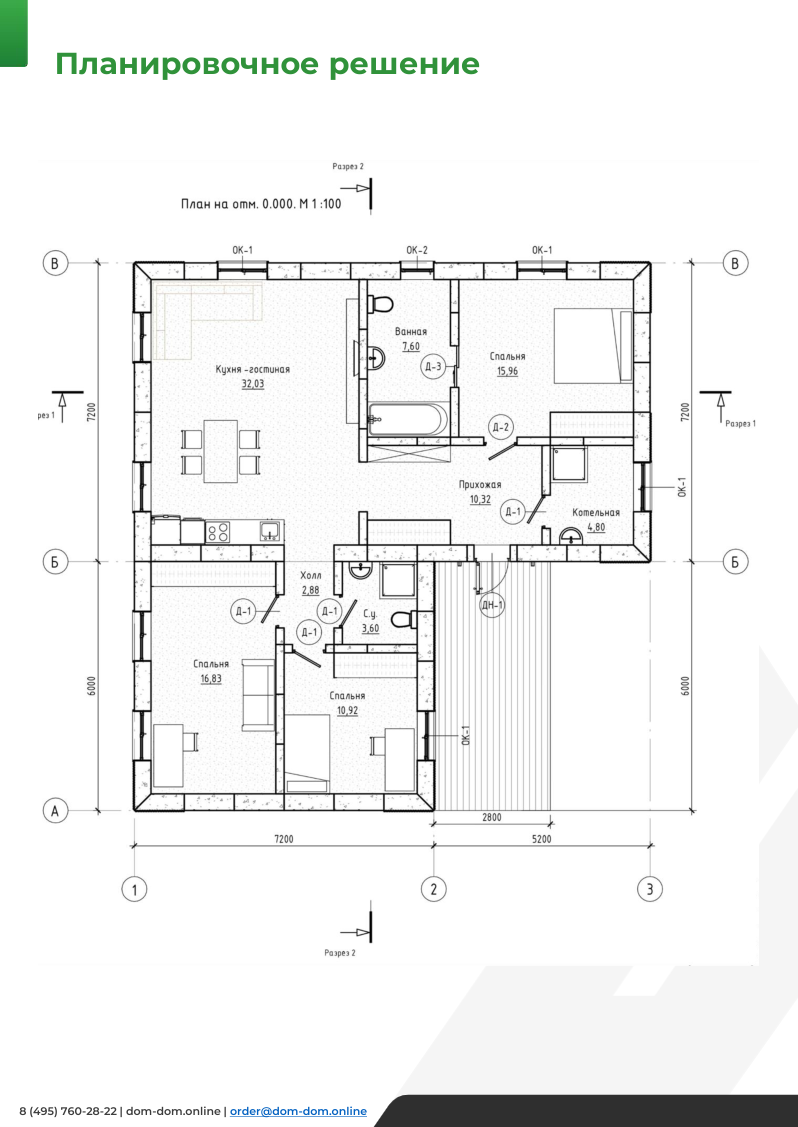 Планировочное решение
Разрез 2
План на отм. 0.000. М 1 :100
ОК-1
ОК-2
ОК-1
В
В
Ванная
7,60
Спальня
15,96
Д-3
Кухня -гостиная
32,03
7200
рез 1
7200
Разрез 1
Д-2
Прихожая
10,32
Д-1
Котельная
4,80
ОК-1
Б
Б
Холл
2,88
Д-1
Д-1
Д-1
С.у.
3,60
ДН-1
Спальня
16,83
Спальня
10,92
6000
6000
ОК-1
А
2800
7200
5200
1
2
3
Разрез 2
8 (495) 760-28-22 | dom-dom.online | order@dom-dom.online